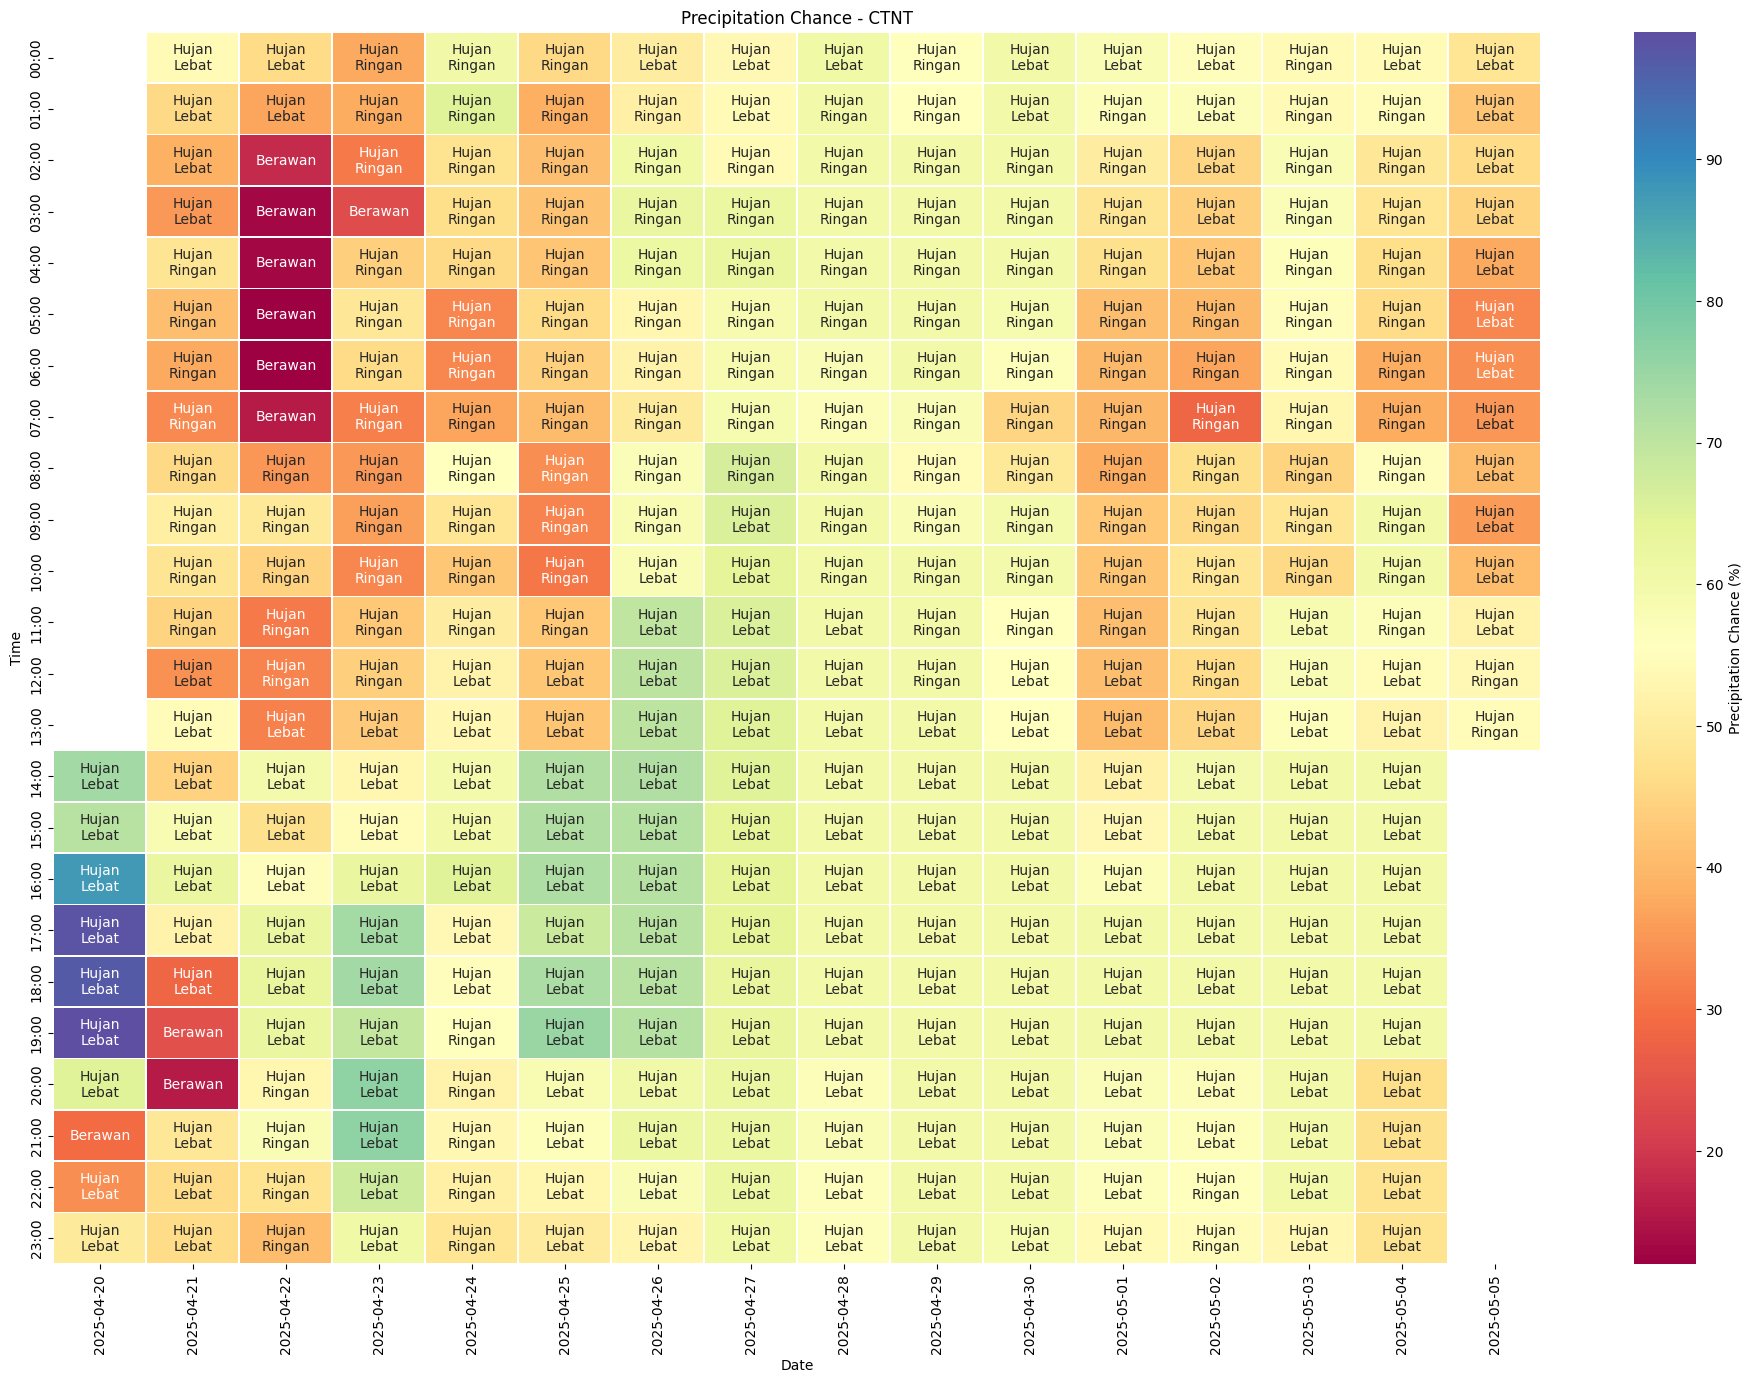 Precipitation Chance - CTNT
00:00 Hujan Lebat Hujan Lebat Hujan Ringan Hujan Ringan Hujan Ringan Hujan Lebat Hujan Lebat Hujan Lebat Hujan Ringan Hujan Lebat Hujan Lebat Hujan Lebat Hujan Ringan Hujan Lebat Hujan Lebat
01:00 Hujan Lebat Hujan Lebat Hujan Ringan Hujan Ringan Hujan Ringan Hujan Ringan Hujan Lebat Hujan Ringan Hujan Ringan Hujan Lebat Hujan Ringan Hujan Lebat Hujan Ringan Hujan Ringan Hujan Lebat
02:00 Hujan Lebat Berawan Hujan Ringan Hujan Ringan Hujan Ringan Hujan Ringan Hujan Ringan Hujan Ringan Hujan Ringan Hujan Ringan Hujan Ringan Hujan Lebat Hujan Ringan Hujan Ringan Hujan Lebat
03:00 Hujan Lebat Berawan Berawan Hujan Ringan Hujan Ringan Hujan Ringan Hujan Ringan Hujan Ringan Hujan Ringan Hujan Ringan Hujan Ringan Hujan Lebat Hujan Ringan Hujan Ringan Hujan Lebat
04:00 Hujan Ringan Berawan Hujan Ringan Hujan Ringan Hujan Ringan Hujan Ringan Hujan Ringan Hujan Ringan Hujan Ringan Hujan Ringan Hujan Ringan Hujan Lebat Hujan Ringan Hujan Ringan Hujan Lebat
05:00 Hujan Ringan Berawan Hujan Ringan Hujan Ringan Hujan Ringan Hujan Ringan Hujan Ringan Hujan Ringan Hujan Ringan Hujan Ringan Hujan Ringan Hujan Ringan Hujan Ringan Hujan Ringan Hujan Lebat
06:00 Hujan Ringan Berawan Hujan Ringan Hujan Ringan Hujan Ringan Hujan Ringan Hujan Ringan Hujan Ringan Hujan Ringan Hujan Ringan Hujan Ringan Hujan Ringan Hujan Ringan Hujan Ringan Hujan Lebat
07:00 Hujan Ringan Berawan Hujan Ringan Hujan Ringan Hujan Ringan Hujan Ringan Hujan Ringan Hujan Ringan Hujan Ringan Hujan Ringan Hujan Ringan Hujan Ringan Hujan Ringan Hujan Ringan Hujan Lebat
08:00 Hujan Ringan Hujan Ringan Hujan Ringan Hujan Ringan Hujan Ringan Hujan Ringan Hujan Ringan Hujan Ringan Hujan Ringan Hujan Ringan Hujan Ringan Hujan Ringan Hujan Ringan Hujan Ringan Hujan Lebat
09:00 Hujan Ringan Hujan Ringan Hujan Ringan Hujan Ringan Hujan Ringan Hujan Ringan Hujan Lebat Hujan Ringan Hujan Ringan Hujan Ringan Hujan Ringan Hujan Ringan Hujan Ringan Hujan Ringan Hujan Lebat
10:00 Hujan Ringan Hujan Ringan Hujan Ringan Hujan Ringan Hujan Ringan Hujan Lebat Hujan Lebat Hujan Ringan Hujan Ringan Hujan Ringan Hujan Ringan Hujan Ringan Hujan Ringan Hujan Ringan Hujan Lebat
11:00 Hujan Ringan Hujan Ringan Hujan Ringan Hujan Ringan Hujan Ringan Hujan Lebat Hujan Lebat Hujan Lebat Hujan Ringan Hujan Ringan Hujan Ringan Hujan Ringan Hujan Lebat Hujan Ringan Hujan Lebat
12:00 Hujan Lebat Hujan Ringan Hujan Ringan Hujan Lebat Hujan Lebat Hujan Lebat Hujan Lebat Hujan Lebat Hujan Ringan Hujan Lebat Hujan Lebat Hujan Ringan Hujan Lebat Hujan Lebat Hujan Ringan
13:00 Hujan Lebat Hujan Lebat Hujan Lebat Hujan Lebat Hujan Lebat Hujan Lebat Hujan Lebat Hujan Lebat Hujan Lebat Hujan Lebat Hujan Lebat Hujan Lebat Hujan Lebat Hujan Lebat Hujan Ringan
14:00 Hujan Lebat Hujan Lebat Hujan Lebat Hujan Lebat Hujan Lebat Hujan Lebat Hujan Lebat Hujan Lebat Hujan Lebat Hujan Lebat Hujan Lebat Hujan Lebat Hujan Lebat Hujan Lebat Hujan Lebat
15:00 Hujan Lebat Hujan Lebat Hujan Lebat Hujan Lebat Hujan Lebat Hujan Lebat Hujan Lebat Hujan Lebat Hujan Lebat Hujan Lebat Hujan Lebat Hujan Lebat Hujan Lebat Hujan Lebat Hujan Lebat
16:00 Hujan Lebat Hujan Lebat Hujan Lebat Hujan Lebat Hujan Lebat Hujan Lebat Hujan Lebat Hujan Lebat Hujan Lebat Hujan Lebat Hujan Lebat Hujan Lebat Hujan Lebat Hujan Lebat Hujan Lebat
17:00 Hujan Lebat Hujan Lebat Hujan Lebat Hujan Lebat Hujan Lebat Hujan Lebat Hujan Lebat Hujan Lebat Hujan Lebat Hujan Lebat Hujan Lebat Hujan Lebat Hujan Lebat Hujan Lebat Hujan Lebat
18:00 Hujan Lebat Hujan Lebat Hujan Lebat Hujan Lebat Hujan Lebat Hujan Lebat Hujan Lebat Hujan Lebat Hujan Lebat Hujan Lebat Hujan Lebat Hujan Lebat Hujan Lebat Hujan Lebat Hujan Lebat
19:00 Hujan Lebat Berawan Hujan Lebat Hujan Lebat Hujan Ringan Hujan Lebat Hujan Lebat Hujan Lebat Hujan Lebat Hujan Lebat Hujan Lebat Hujan Lebat Hujan Lebat Hujan Lebat Hujan Lebat
20:00 Hujan Lebat Berawan Hujan Ringan Hujan Lebat Hujan Ringan Hujan Lebat Hujan Lebat Hujan Lebat Hujan Lebat Hujan Lebat Hujan Lebat Hujan Lebat Hujan Lebat Hujan Lebat Hujan Lebat
21:00 Berawan Hujan Lebat Hujan Ringan Hujan Lebat Hujan Ringan Hujan Lebat Hujan Lebat Hujan Lebat Hujan Lebat Hujan Lebat Hujan Lebat Hujan Lebat Hujan Lebat Hujan Lebat Hujan Lebat
22:00 Hujan Lebat Hujan Lebat Hujan Ringan Hujan Lebat Hujan Ringan Hujan Lebat Hujan Lebat Hujan Lebat Hujan Lebat Hujan Lebat Hujan Lebat Hujan Lebat Hujan Ringan Hujan Lebat Hujan Lebat
23:00 Hujan Lebat Hujan Lebat Hujan Ringan Hujan Lebat Hujan Ringan Hujan Lebat Hujan Lebat Hujan Lebat Hujan Lebat Hujan Lebat Hujan Lebat Hujan Lebat Hujan Ringan Hujan Lebat Hujan Lebat
Time
2025-04-20
2025-04-21
2025-04-22
2025-04-23
2025-04-24
2025-04-25
2025-04-26
2025-04-27
2025-04-28
2025-04-29
2025-04-30
2025-05-01
2025-05-02
2025-05-03
2025-05-04
2025-05-05
Date
90
80
70
60
50
40
30
20
Precipitation Chance (%)